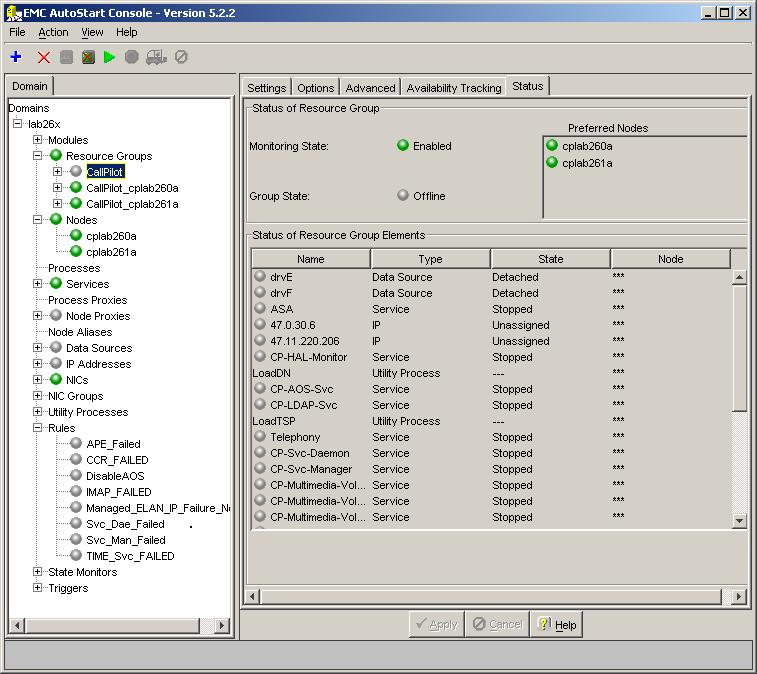 EMC AutoStart Console - Version 5.2.2
File Action View Help
Domain
Domains
lab26x
Modules
Resource Groups
CallPilot
CallPilot_cplab260a
CallPilot_cplab261a
Nodes
cplab260a
cplab261a
Processes
Services
Process Proxies
Node Proxies
Node Aliases
Data Sources
IP Addresses
NICs
NIC Groups
Utility Processes
Rules
APE_Failed
CCR_FAILED
DisableAOS
IMAP_FAILED
Managed_ELAN_IP_Failure_N
Svc_Dae_Failed
Svc_Man_Failed
TIME_Svc_FAILED
State Monitors
Triggers
Settings Options Advanced Availability Tracking Status
Status of Resource Group
Preferred Nodes
Monitoring State: Enabled
cplab260a
cplab261a
Group State: Offline
Status of Resource Group Elements
Name Type State Node
drvE Data Source Detached ***
drvF Data Source Detached ***
ASA Service Stopped ***
47.0.30.6 IP Unassigned ***
47.11.220.206 IP Unassigned ***
CP-HAL-Monitor Service Stopped ***
LoadDN Utility Process --- ***
CP-AOS-Svc Service Stopped ***
CP-LDAP-Svc Service Stopped ***
LoadTSP Utility Process --- ***
Telephony Service Stopped ***
CP-Svc-Daemon Service Stopped ***
CP-Svc-Manager Service Stopped ***
CP-Multimedia-Vol... Service Stopped ***
CP-Multimedia-Vol... Service Stopped ***
CP-Multimedia-Vol... Service Stopped ***
Apply Cancel Help